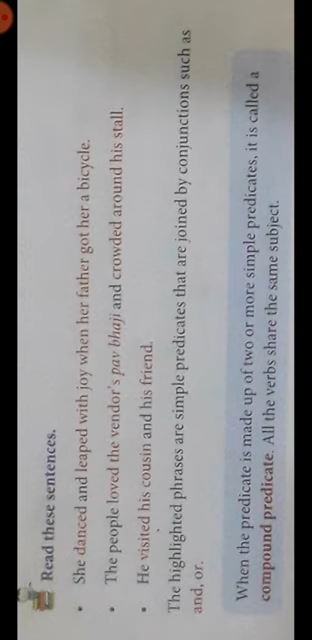 Read these sentences.
• She danced and leaped with joy when her father got her a bicycle.
• The people loved the vendor's pav bhaji and crowded around his stall.
• He visited his cousin and his friend.
The highlighted phrases are simple predicates that are joined by conjunctions such as
and, or.
When the predicate is made up of two or more simple predicates, it is called a
compound predicate. All the verbs share the same subject.